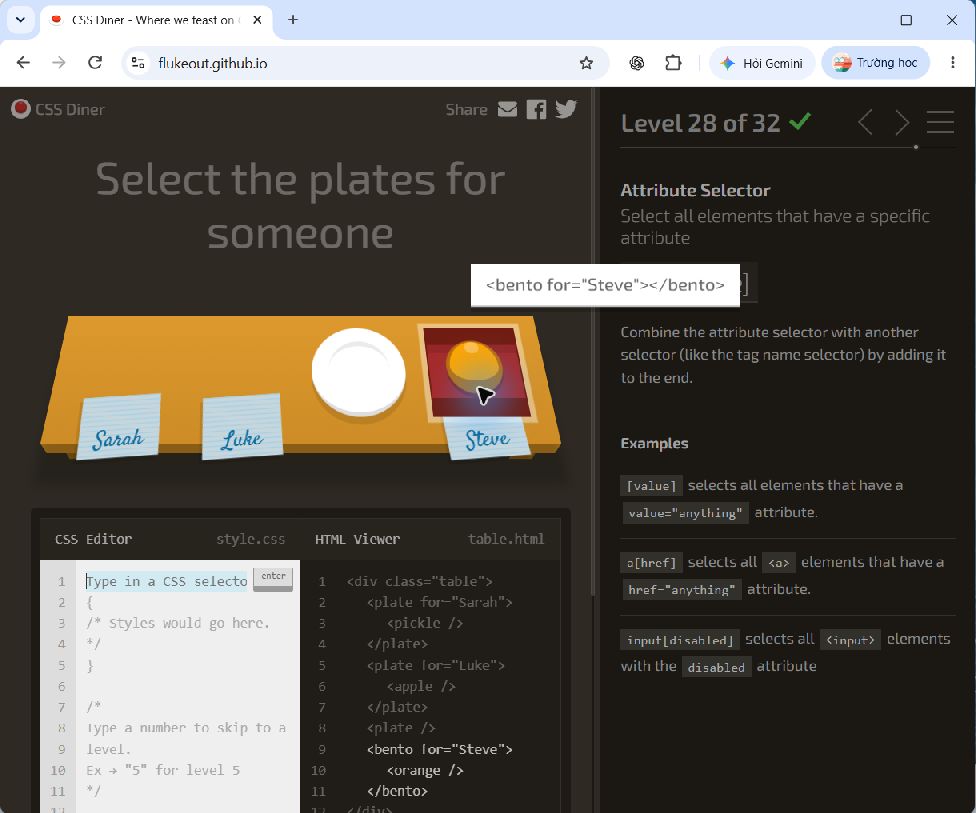 CSS Diner - Where we feast on
flukeout.github.io
Hỏi Gemini
Trường học
CSS Diner
Share
Select the plates for
someone
<bento for="Steve"></bento>
Sarah
Luke
Steve
CSS Editor
style.css
1 Type in a CSS selecto
enter
2 {
3 /* Styles would go here.
4 */
5 }
6
7 /*
8 Type a number to skip to a
9 level.
10 Ex → "5" for level 5
11 */
12
HTML Viewer
table.html
1 <div class="table">
2 <plate for="Sarah">
3 <pickle />
4 </plate>
5 <plate for="Luke">
6 <apple />
7 </plate>
8 <plate />
9 <bento for="Steve">
10 <orange />
11 </bento>
12 </div>
Level 28 of 32
Attribute Selector
Select all elements that have a specific
attribute
]
Combine the attribute selector with another
selector (like the tag name selector) by adding it
to the end.
Examples
[value] selects all elements that have a
value="anything" attribute.
a[href] selects all <a> elements that have a
href="anything" attribute.
input[disabled] selects all <input> elements
with the disabled attribute